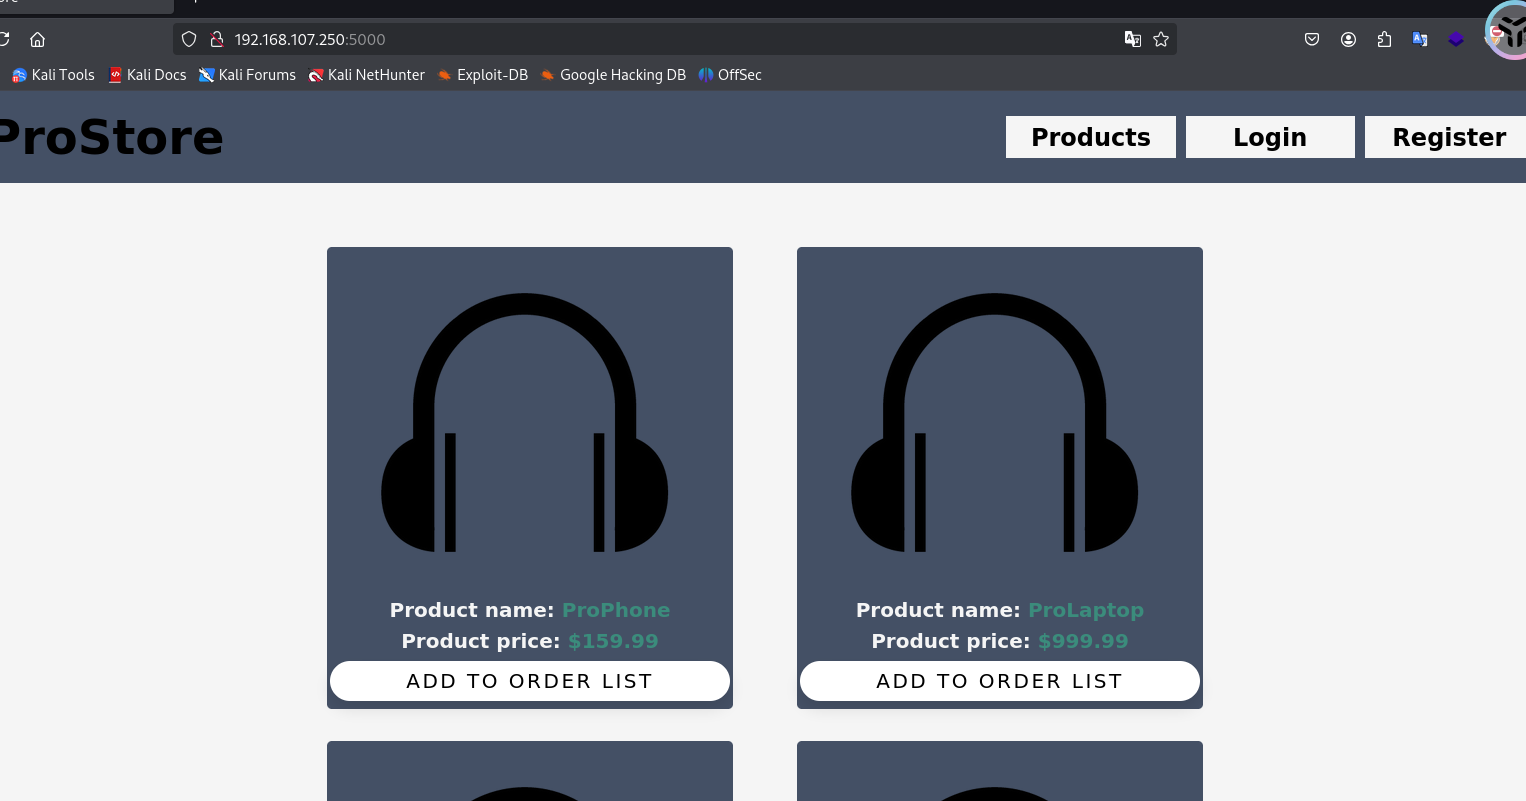 192.168.107.250:5000
Kali Tools Kali Docs Kali Forums Kali NetHunter Exploit-DB Google Hacking DB OffSec
ProStore
Products Login Register
Product name: ProPhone
Product price: $159.99
ADD TO ORDER LIST
Product name: ProLaptop
Product price: $999.99
ADD TO ORDER LIST